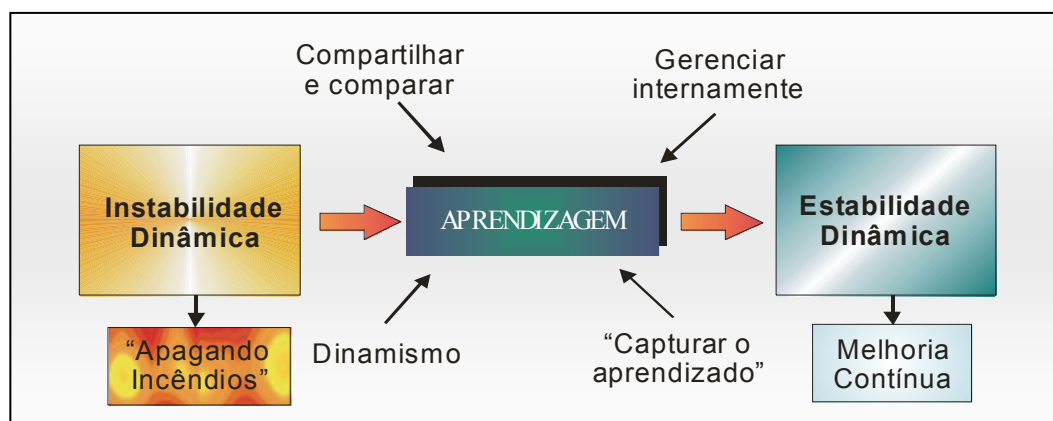 Compartilhar
e comparar
Gerenciar
internamente
Instabilidade
Dinâmica
APRENDIZAGEM
Estabilidade
Dinâmica
“Apagando
Incêndios”
Dinamismo
“Capturar o
aprendizado”
Melhoria
Contínua